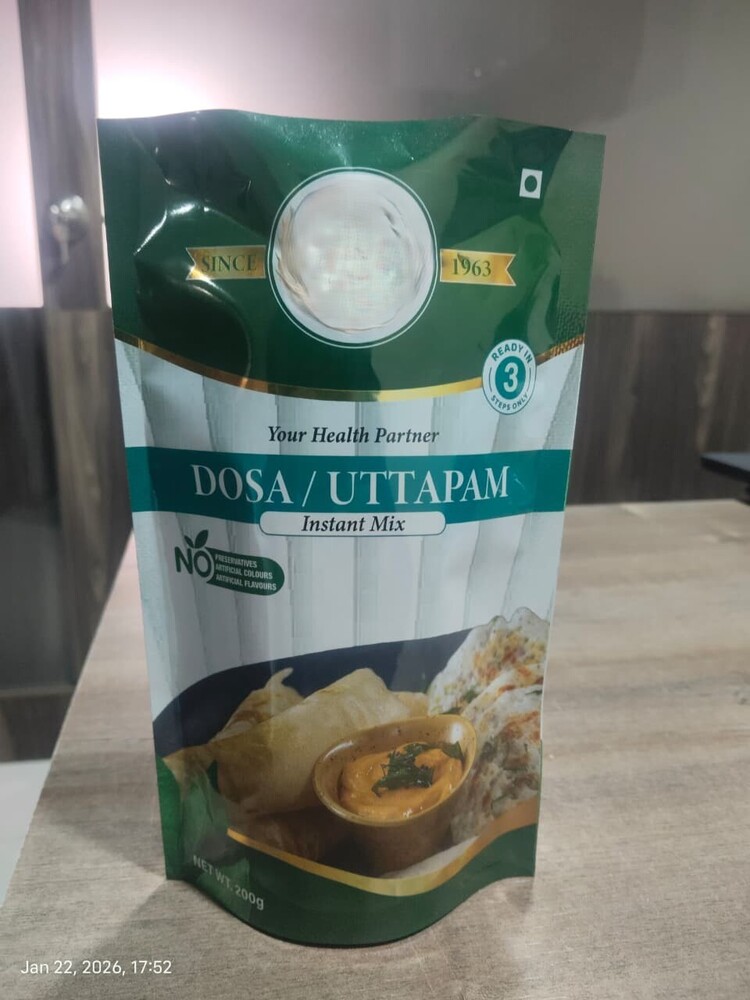 SINCE 1963
READY IN
3
STEPS ONLY
Your Health Partner
DOSA / UTTAPAM
Instant Mix
NO PRESERVATIVES
ARTIFICIAL COLOURS
ARTIFICIAL FLAVOURS
NET WT. 200g
Jan 22, 2026, 17:52